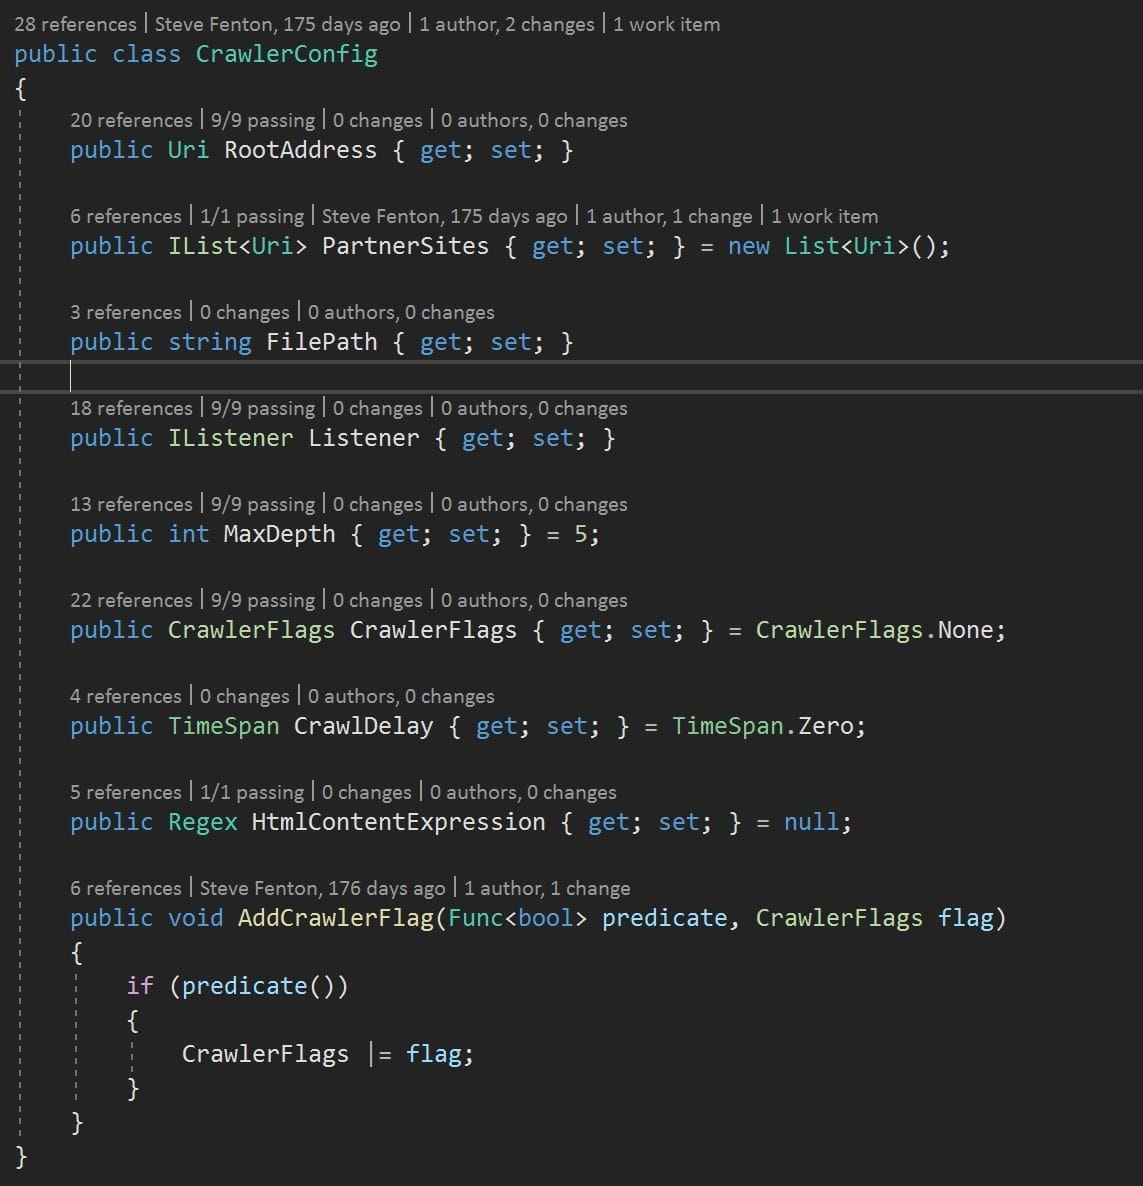 28 references | Steve Fenton, 175 days ago | 1 author, 2 changes | 1 work item
public class CrawlerConfig
{
20 references | 9/9 passing | 0 changes | 0 authors, 0 changes
public Uri RootAddress { get; set; }
6 references | 1/1 passing | Steve Fenton, 175 days ago | 1 author, 1 change | 1 work item
public IList<Uri> PartnerSites { get; set; } = new List<Uri>();
3 references | 0 changes | 0 authors, 0 changes
public string FilePath { get; set; }
18 references | 9/9 passing | 0 changes | 0 authors, 0 changes
public IListener Listener { get; set; }
13 references | 9/9 passing | 0 changes | 0 authors, 0 changes
public int MaxDepth { get; set; } = 5;
22 references | 9/9 passing | 0 changes | 0 authors, 0 changes
public CrawlerFlags CrawlerFlags { get; set; } = CrawlerFlags.None;
4 references | 0 changes | 0 authors, 0 changes
public TimeSpan CrawlDelay { get; set; } = TimeSpan.Zero;
5 references | 1/1 passing | 0 changes | 0 authors, 0 changes
public Regex HtmlContentExpression { get; set; } = null;
6 references | Steve Fenton, 176 days ago | 1 author, 1 change
public void AddCrawlerFlag(Func<bool> predicate, CrawlerFlags flag)
{
if (predicate())
{
CrawlerFlags |= flag;
}
}
}